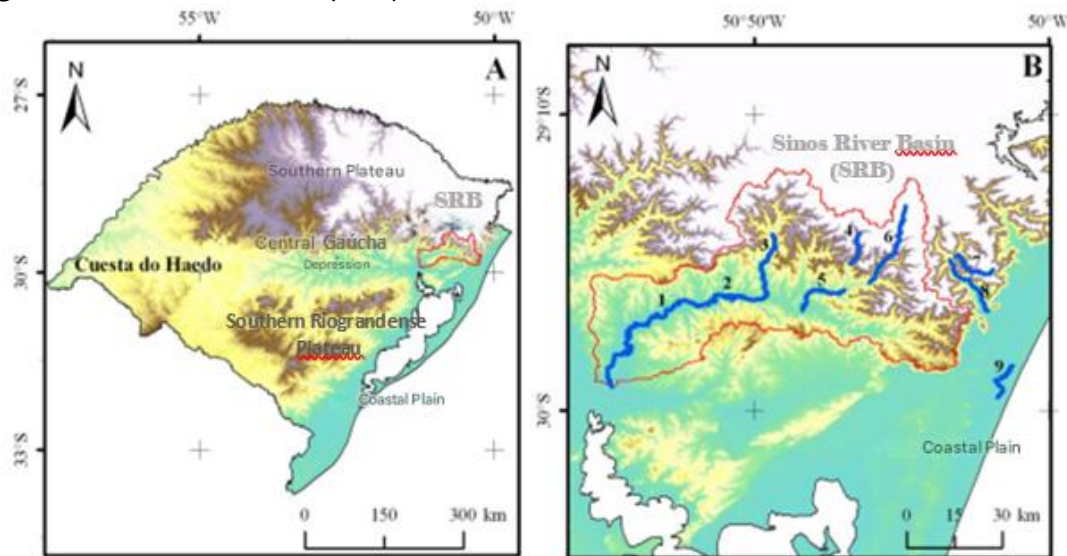 55°W
50°W
50°50'W
50°W
N
A
27°S
Southern Plateau
SRB
Central Gaúcha
Depression
Cuesta do Haedo
30°S
Southern Riograndense
Plateau
Coastal Plain
33°S
0 150 300 km
N
B
29°10'S
Sinos River Basin
(SRB)
1
2
3
4
5
6
7
8
9
30°S
Coastal Plain
0 15 30 km